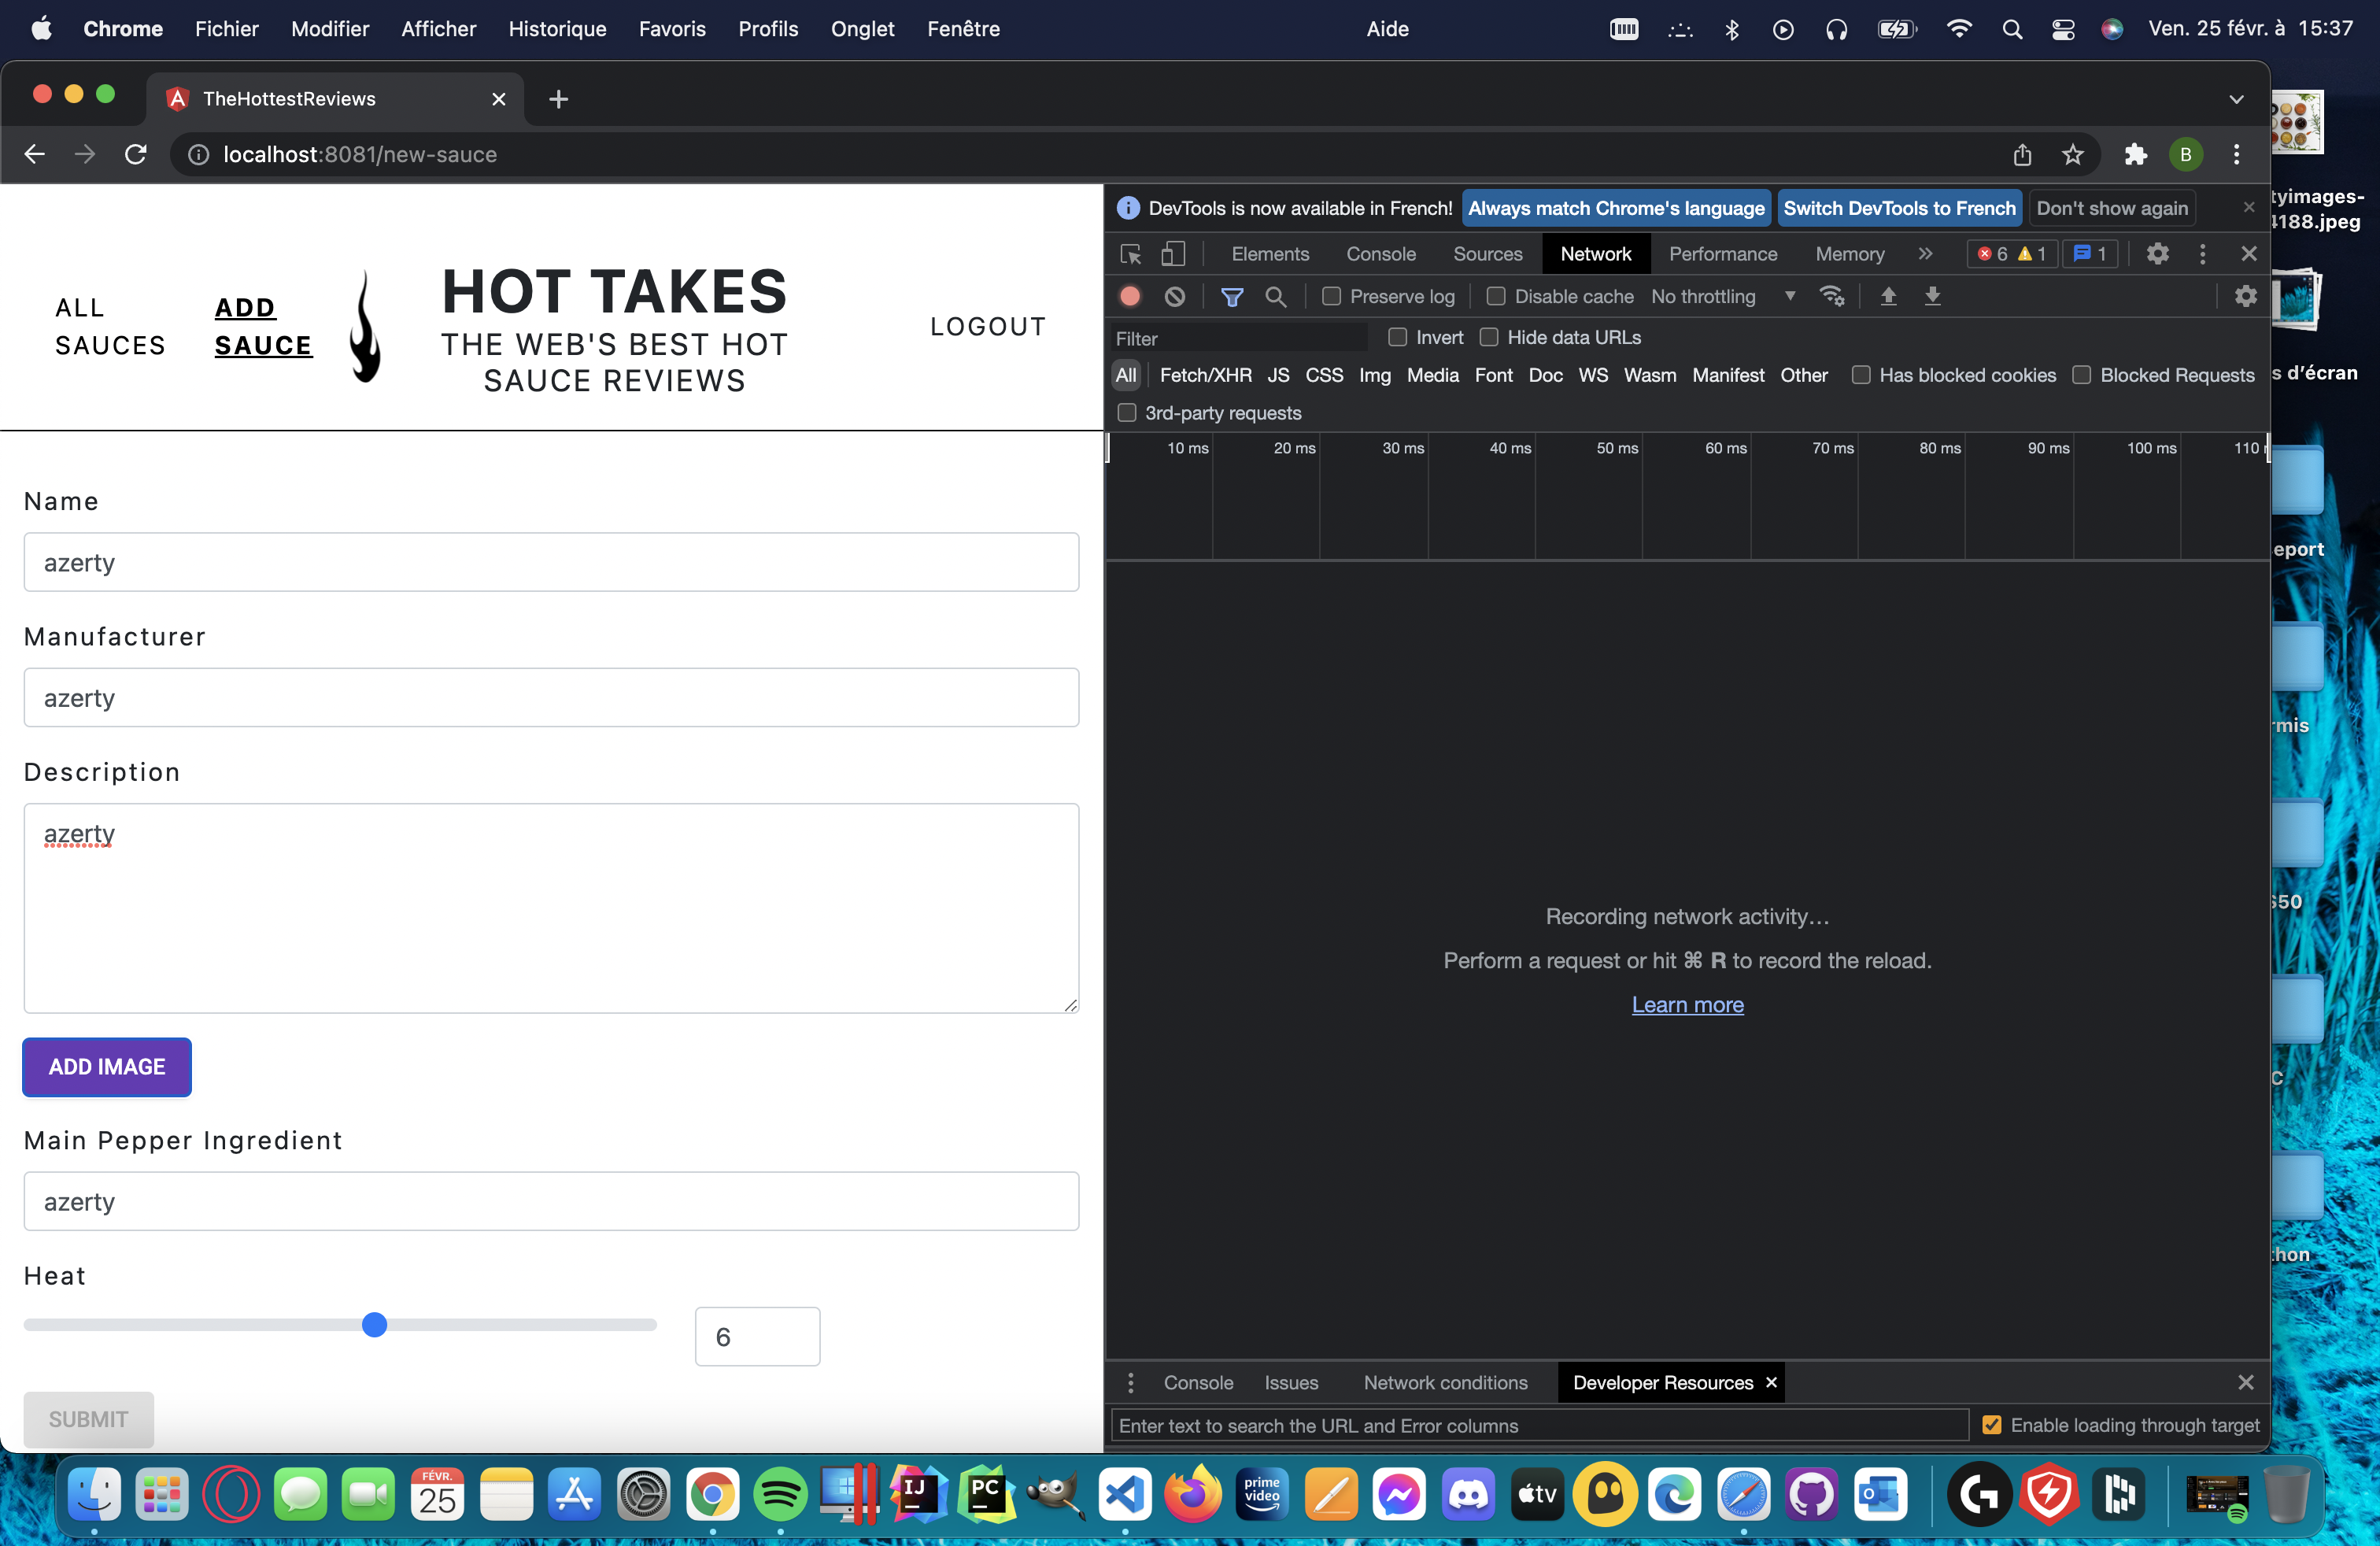 Chrome Fichier Modifier Afficher Historique Favoris Profils Onglet Fenêtre Aide Ven. 25 févr. à 15:37
TheHottestReviews
localhost:8081/new-sauce
B
ALL SAUCES
ADD SAUCE
HOT TAKES
THE WEB'S BEST HOT
SAUCE REVIEWS
LOGOUT
Name
azerty
Manufacturer
azerty
Description
azerty
ADD IMAGE
Main Pepper Ingredient
azerty
Heat
6
SUBMIT
DevTools is now available in French! Always match Chrome's language Switch DevTools to French Don't show again
Elements Console Sources Network Performance Memory 6 1 1
Preserve log Disable cache No throttling
Filter Invert Hide data URLs
All Fetch/XHR JS CSS Img Media Font Doc WS Wasm Manifest Other Has blocked cookies Blocked Requests
3rd-party requests
10 ms 20 ms 30 ms 40 ms 50 ms 60 ms 70 ms 80 ms 90 ms 100 ms 110
Recording network activity…
Perform a request or hit ⌘ R to record the reload.
Learn more
Console Issues Network conditions Developer Resources
Enter text to search the URL and Error columns Enable loading through target
tyimages-
4188.jpeg
s d'écran
eport
rmis
C
thon
FÉVR.
25
IJ
PC
prime
video
tv